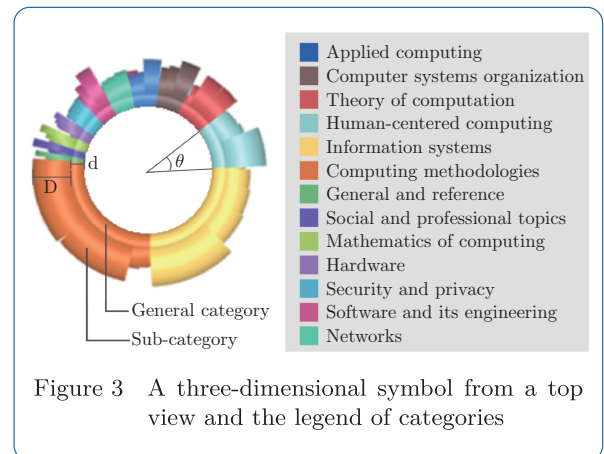 Applied computing
Computer systems organization
Theory of computation
Human-centered computing
Information systems
Computing methodologies
General and reference
Social and professional topics
Mathematics of computing
Hardware
Security and privacy
Software and its engineering
Networks
θ
d
D
General category
Sub-category
Figure 3 A three-dimensional symbol from a top
view and the legend of categories